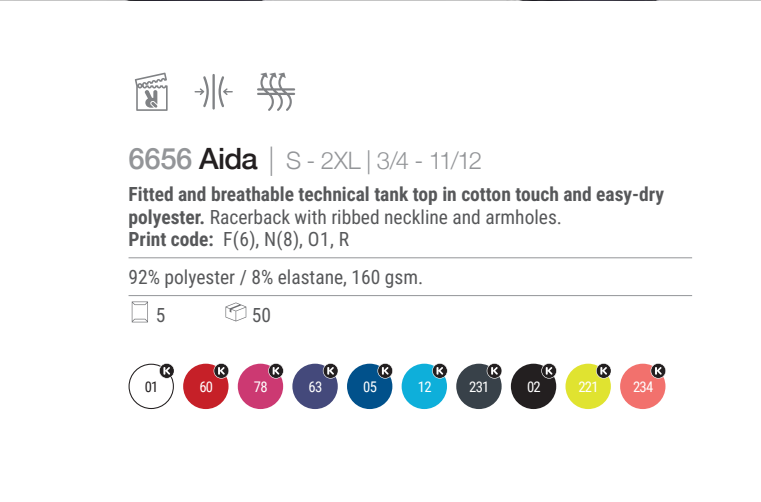 6656 Aida | S - 2XL | 3/4 - 11/12
Fitted and breathable technical tank top in cotton touch and easy-dry
polyester. Racerback with ribbed neckline and armholes.
Print code: F(6), N(8), O1, R
92% polyester / 8% elastane, 160 gsm.
5 50
K K K K K K K K K K
01 60 78 63 05 12 231 02 221 234